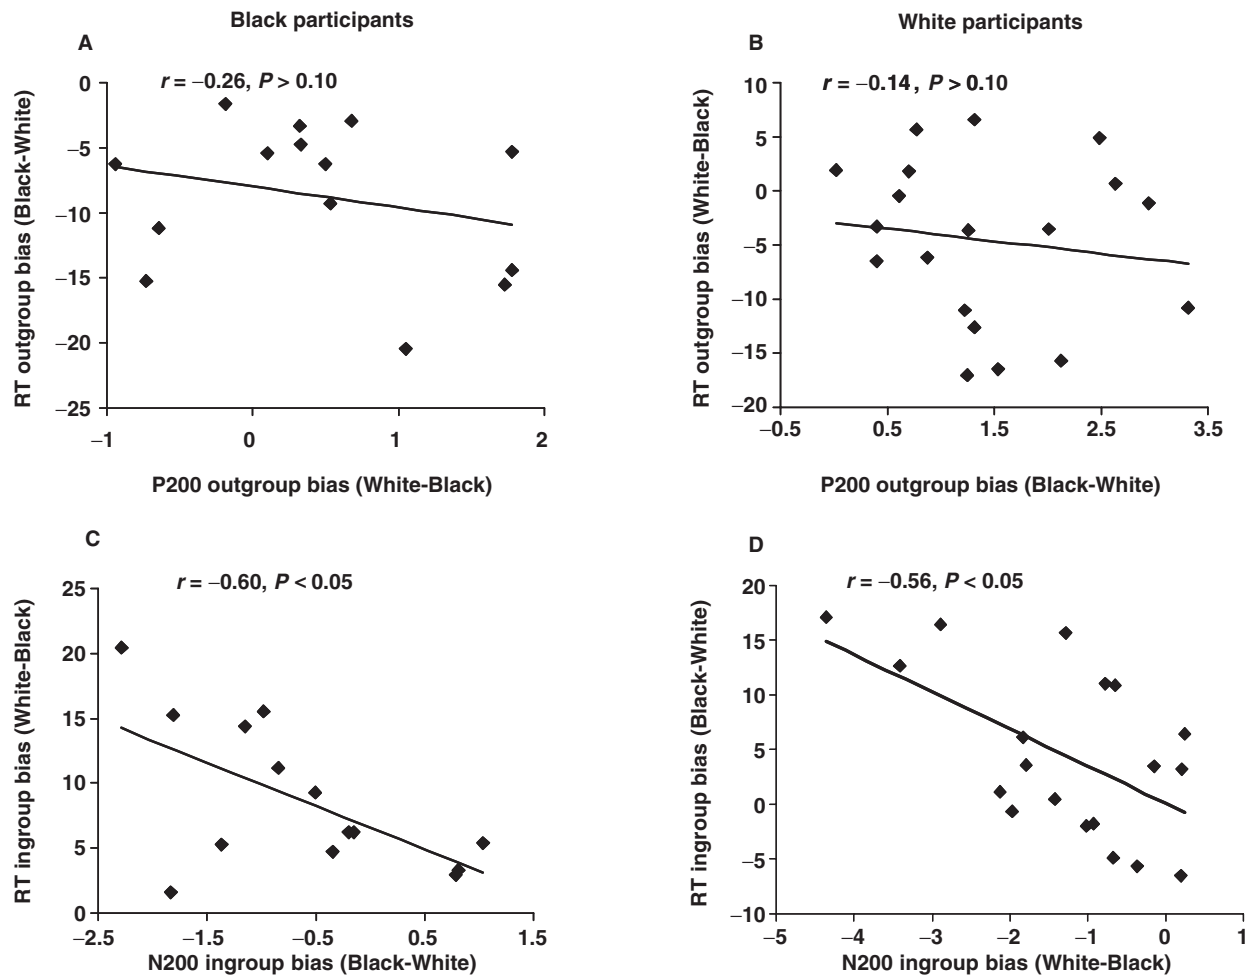 Black participants
White participants
A
B
r = −0.26, P > 0.10
r = −0.14 , P > 0.10
RT outgroup bias (Black-White)
0
−5
−10
−15
−20
−25
−1
0
1
2
P200 outgroup bias (White-Black)
RT outgroup bias (White-Black)
10
5
0
−5
−10
−15
−20
−0.5
0.5
1.5
2.5
3.5
P200 outgroup bias (Black-White)
C
D
r = −0.60, P < 0.05
r = −0.56, P < 0.05
RT ingroup bias (White-Black)
25
20
15
10
5
0
−2.5
−1.5
−0.5
0.5
1.5
N200 ingroup bias (Black-White)
RT ingroup bias (Black-White)
20
15
10
5
0
−5
−10
−5
−4
−3
−2
−1
0
1
N200 ingroup bias (White-Black)